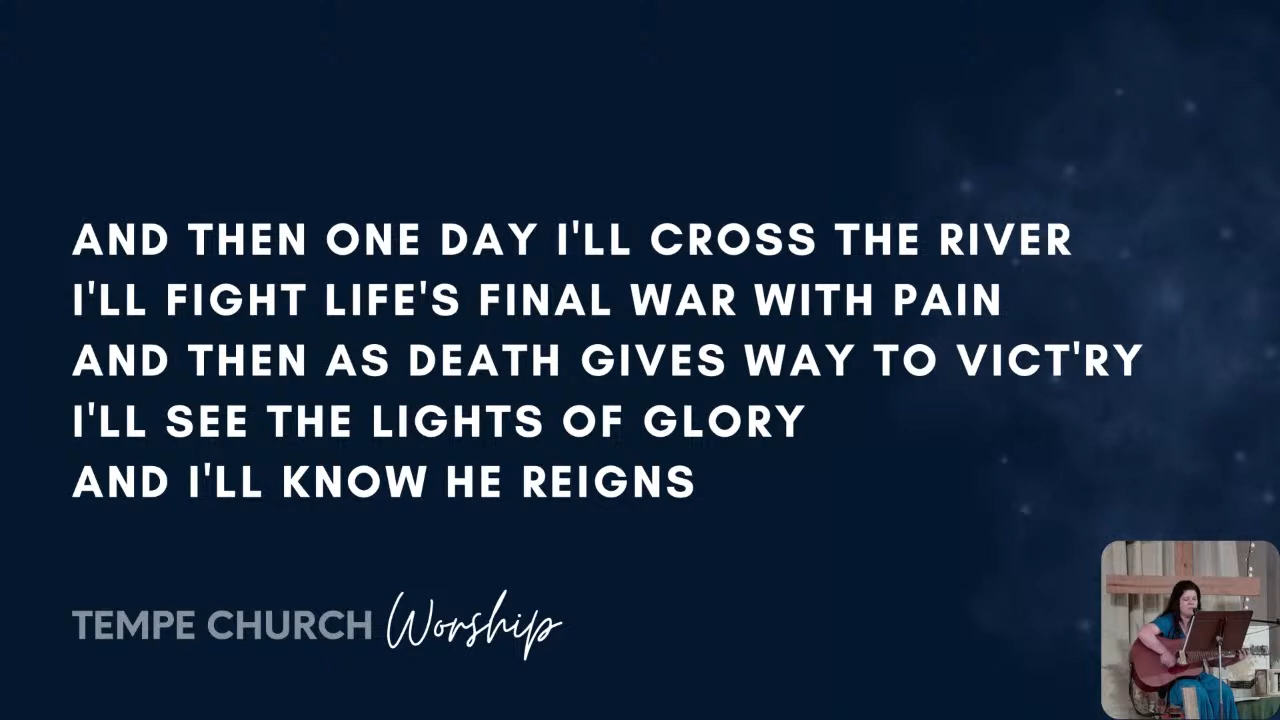 AND THEN ONE DAY I'LL CROSS THE RIVER
I'LL FIGHT LIFE'S FINAL WAR WITH PAIN
AND THEN AS DEATH GIVES WAY TO VICT'RY
I'LL SEE THE LIGHTS OF GLORY
AND I'LL KNOW HE REIGNS
TEMPE CHURCH Worship